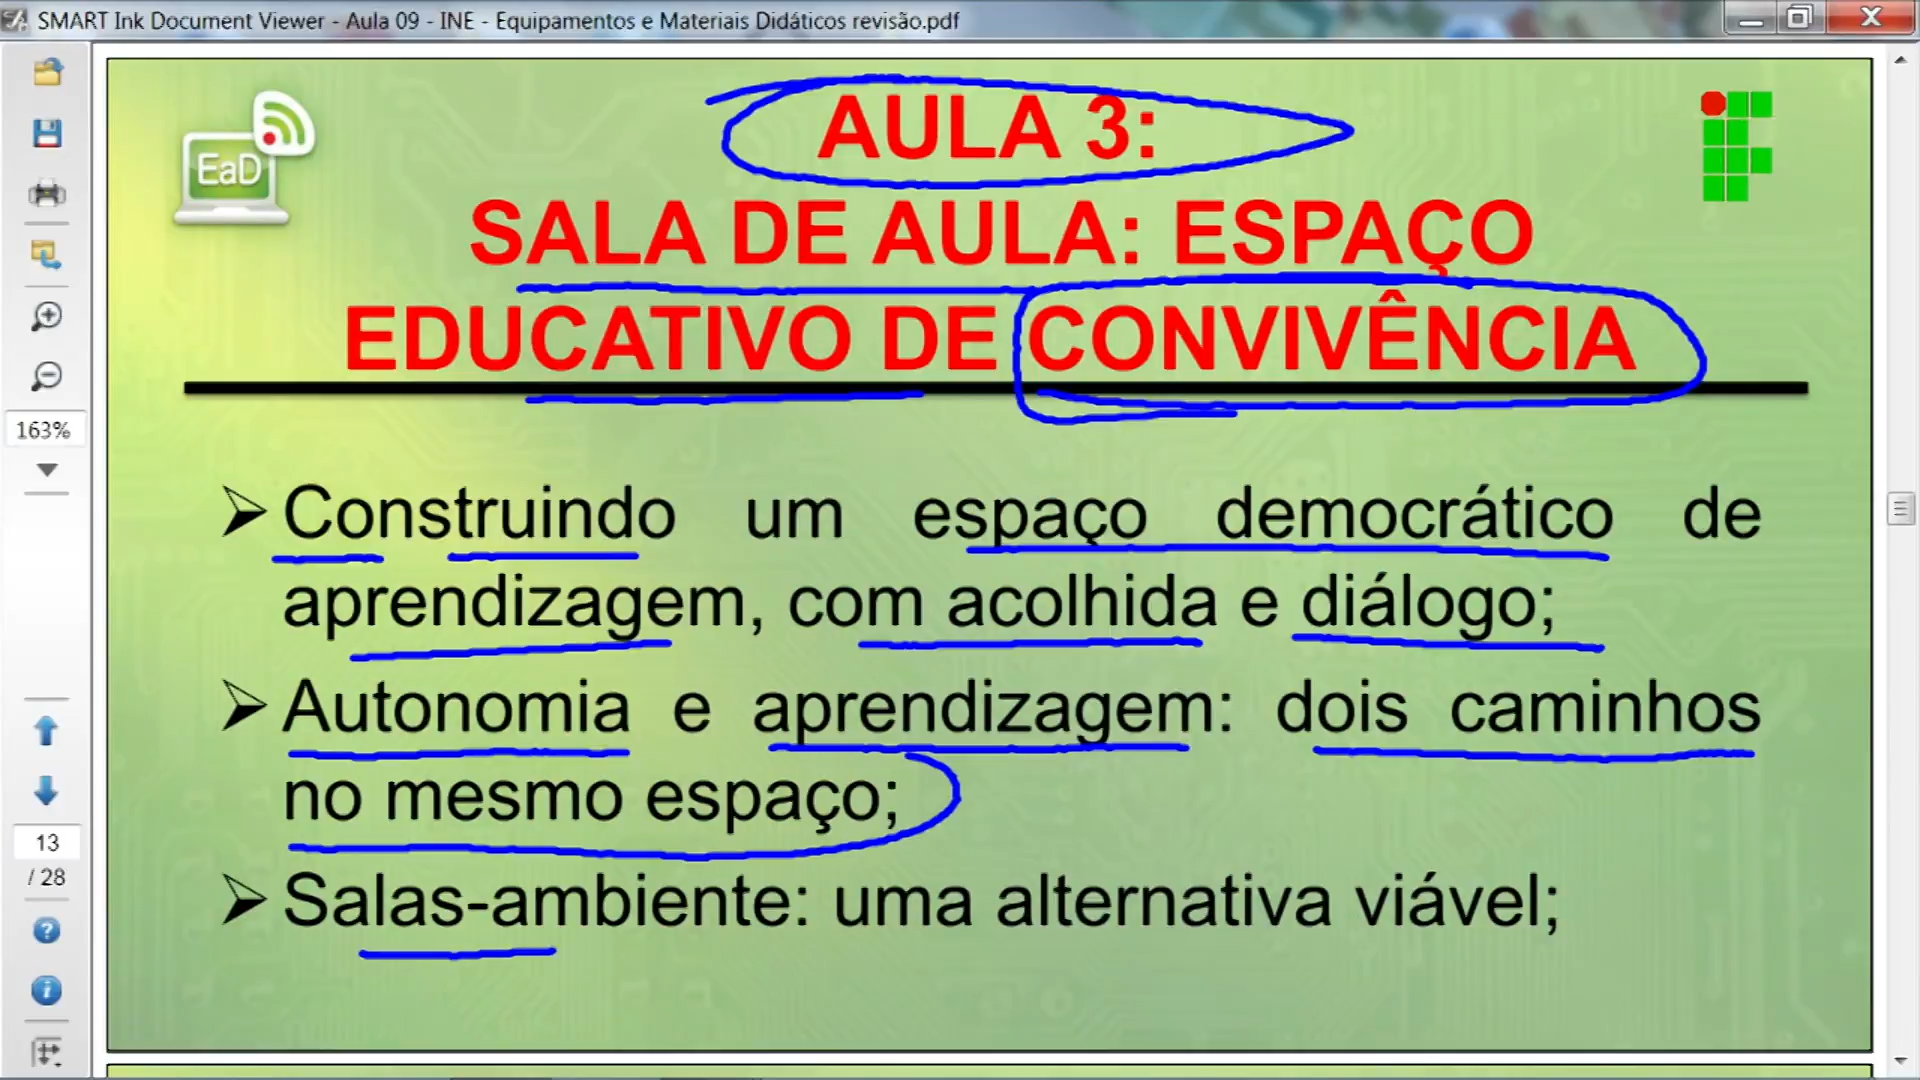 SMART Ink Document Viewer - Aula 09 - INE - Equipamentos e Materiais Didáticos revisão.pdf
EaD
AULA 3:
SALA DE AULA: ESPAÇO
EDUCATIVO DE CONVIVÊNCIA
163%
Construindo um espaço democrático de
aprendizagem, com acolhida e diálogo;
Autonomia e aprendizagem: dois caminhos
no mesmo espaço;
Salas-ambiente: uma alternativa viável;
13
/ 28